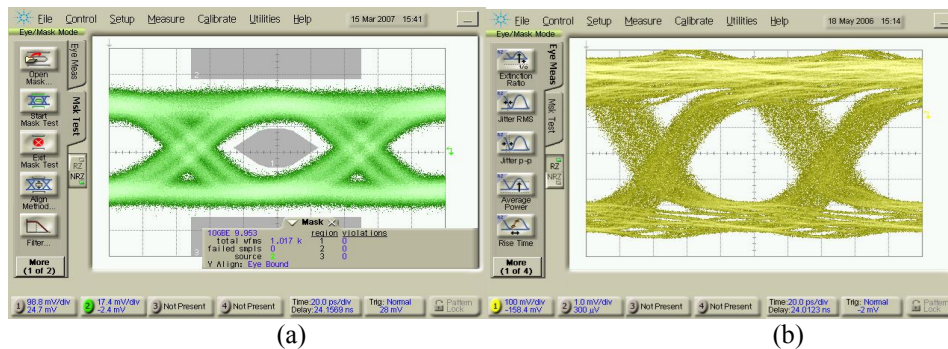 File Control Setup Measure Calibrate Utilities Help 15 Mar 2007 15:41
Eye/Mask Mode
Eye Meas
Open
Mask...
Start
Mask Test
Msk Test
Exit
Mask Test
RZ
NRZ
Align
Method...
Filter...
More
(1 of 2)
2
1
3
Mask
10GBE 9.953 region violations
total wfms 1.017 k 1 0
failed smpls 0 2 0
source 2 3 0
Y Align: Eye Bound
1 98.8 mV/div
24.7 mV
2 17.4 mV/div
-2.4 mV
3 Not Present
4 Not Present
Time:20.0 ps/div
Delay:24.1569 ns
Trig: Normal
28 mV
Pattern
Lock
(a)
File Control Setup Measure Calibrate Utilities Help 18 May 2006 15:14
Eye/Mask Mode
Eye Meas
Extinction
Ratio
Jitter RMS
Msk Test
Jitter p-p
RZ
NRZ
Average
Power
Rise Time
More
(1 of 4)
1 100 mV/div
-158.4 mV
2 1.0 mV/div
300 µV
3 Not Present
4 Not Present
Time:20.0 ps/div
Delay:24.0123 ns
Trig: Normal
-2 mV
Pattern
Lock
(b)